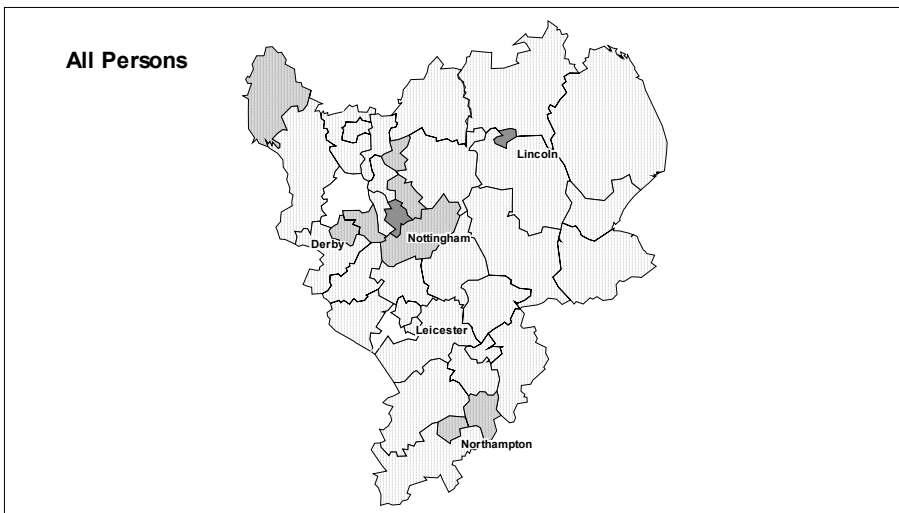 All Persons
Lincoln
Nottingham
Derby
Leicester
Northampton